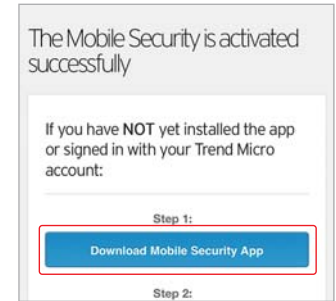 The Mobile Security is activated
successfully
If you have NOT yet installed the app
or signed in with your Trend Micro
account:
Step 1:
Download Mobile Security App
Step 2: